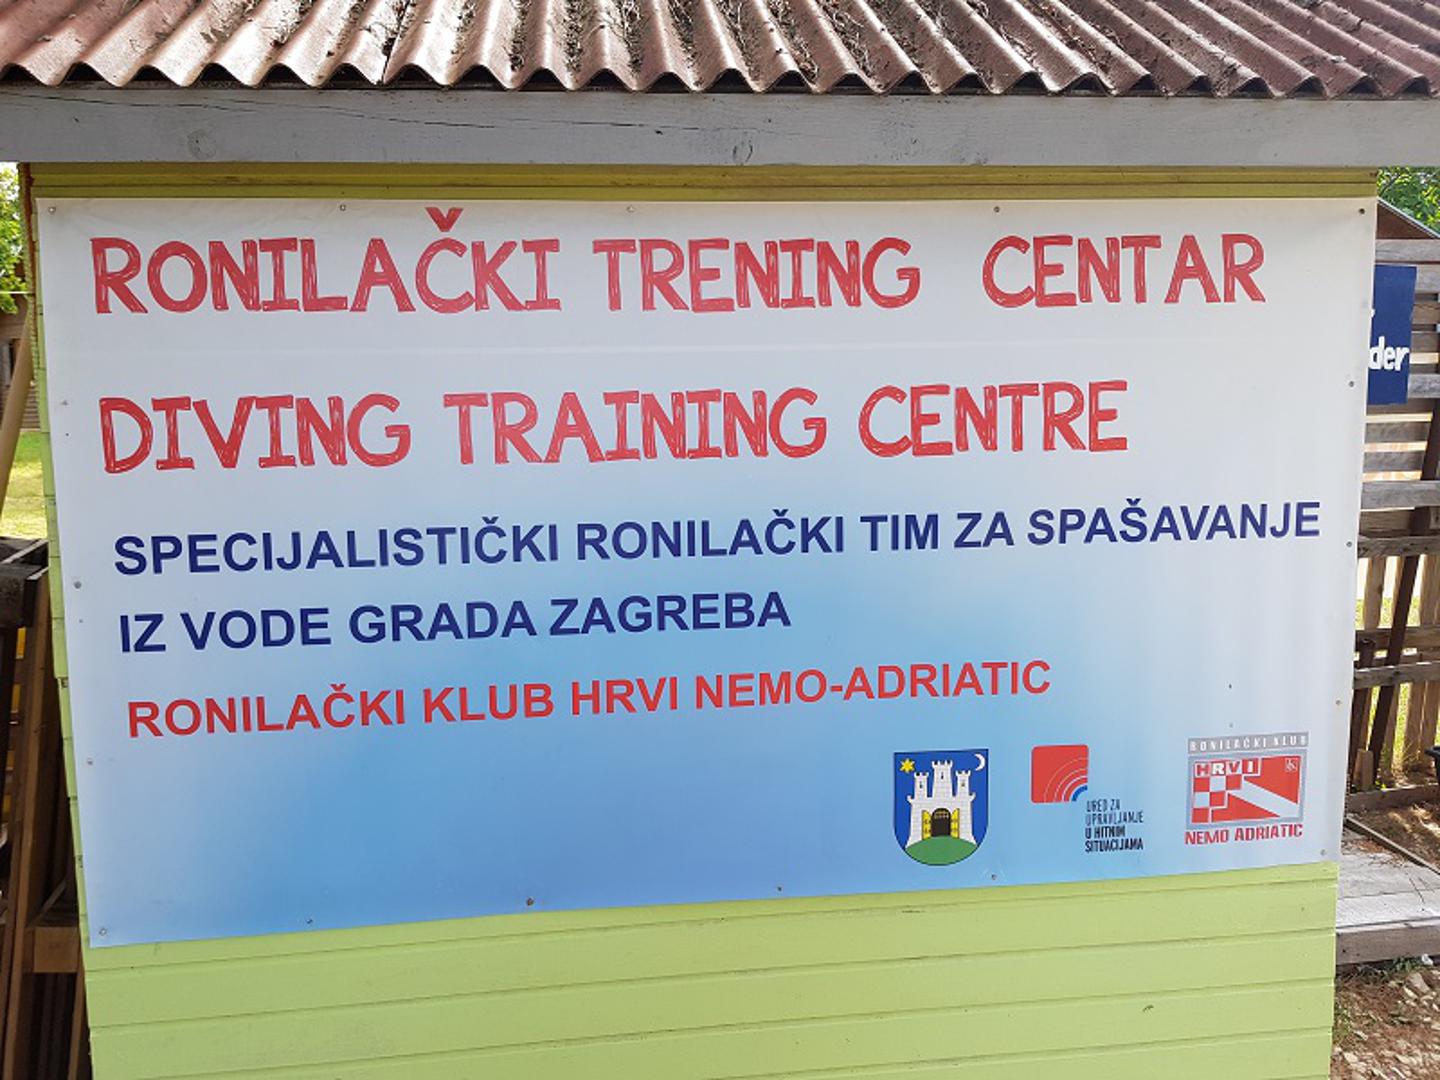 RONILAČKI TRENING CENTAR
DIVING TRAINING CENTRE
SPECIJALISTIČKI RONILAČKI TIM ZA SPAŠAVANJE
IZ VODE GRADA ZAGREBA
RONILAČKI KLUB HRVI NEMO-ADRIATIC
URED ZA
UPRAVLJANJE
U HITNIM
SITUACIJAMA
RONILAČKI KLUB
HRVI
NEMO ADRIATIC